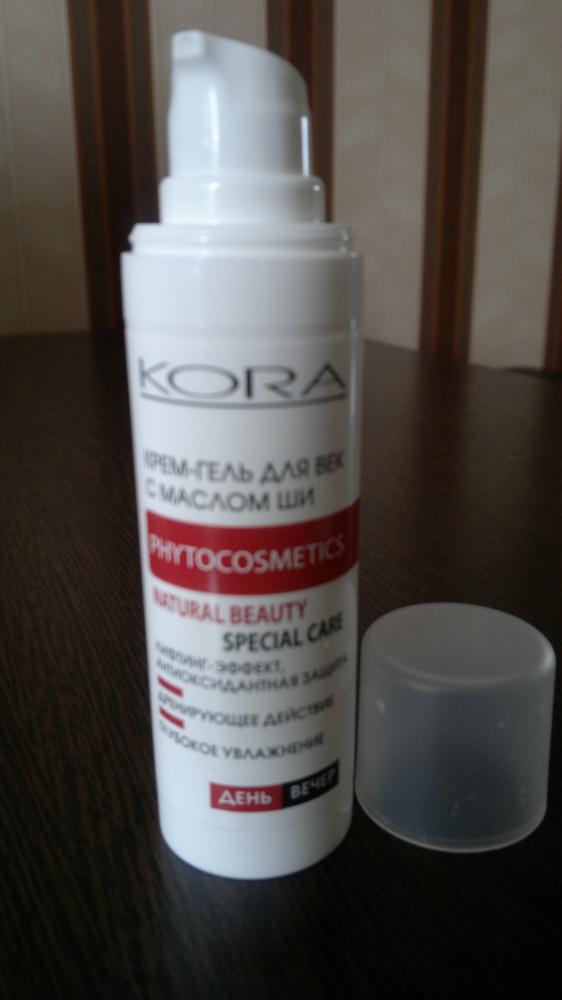 KORA
КРЕМ-ГЕЛЬ ДЛЯ ВЕК
С МАСЛОМ ШИ
PHYTOCOSMETICS
NATURAL BEAUTY
SPECIAL CARE
ЛИФТИНГ-ЭФФЕКТ,
АНТИОКСИДАНТНАЯ ЗАЩИТА
ДРЕНИРУЮЩЕЕ ДЕЙСТВИЕ
ГЛУБОКОЕ УВЛАЖНЕНИЕ
ДЕНЬ ВЕЧЕР